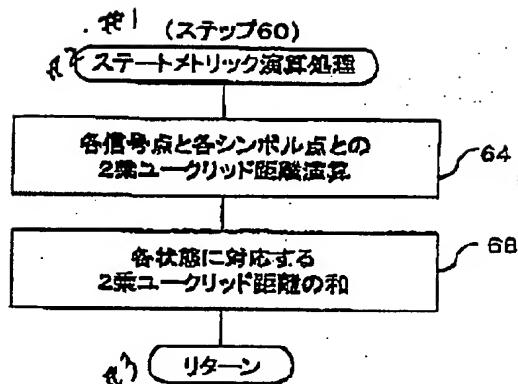 #1 (ステップ60)
#2 ステートメトリック演算処理
各信号点と各シンボル点との
2乗ユークリッド距離演算
64
各状態に対応する
2乗ユークリッド距離の和
68
#3 リターン